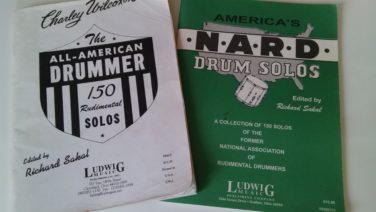 Charley Wilcoxon's
The
ALL-AMERICAN
DRUMMER
150
Rudimental
SOLOS
Edited by
Richard Sakal
LUDWIG
MUSIC
AMERICA'S
N.A.R.D.
DRUM SOLOS
Edited by
Richard Sakal
A COLLECTION OF 150 SOLOS
OF THE
FORMER
NATIONAL ASSOCIATION
OF
RUDIMENTAL DRUMMERS
LUDWIG
MUSIC
PUBLISHING COMPANY